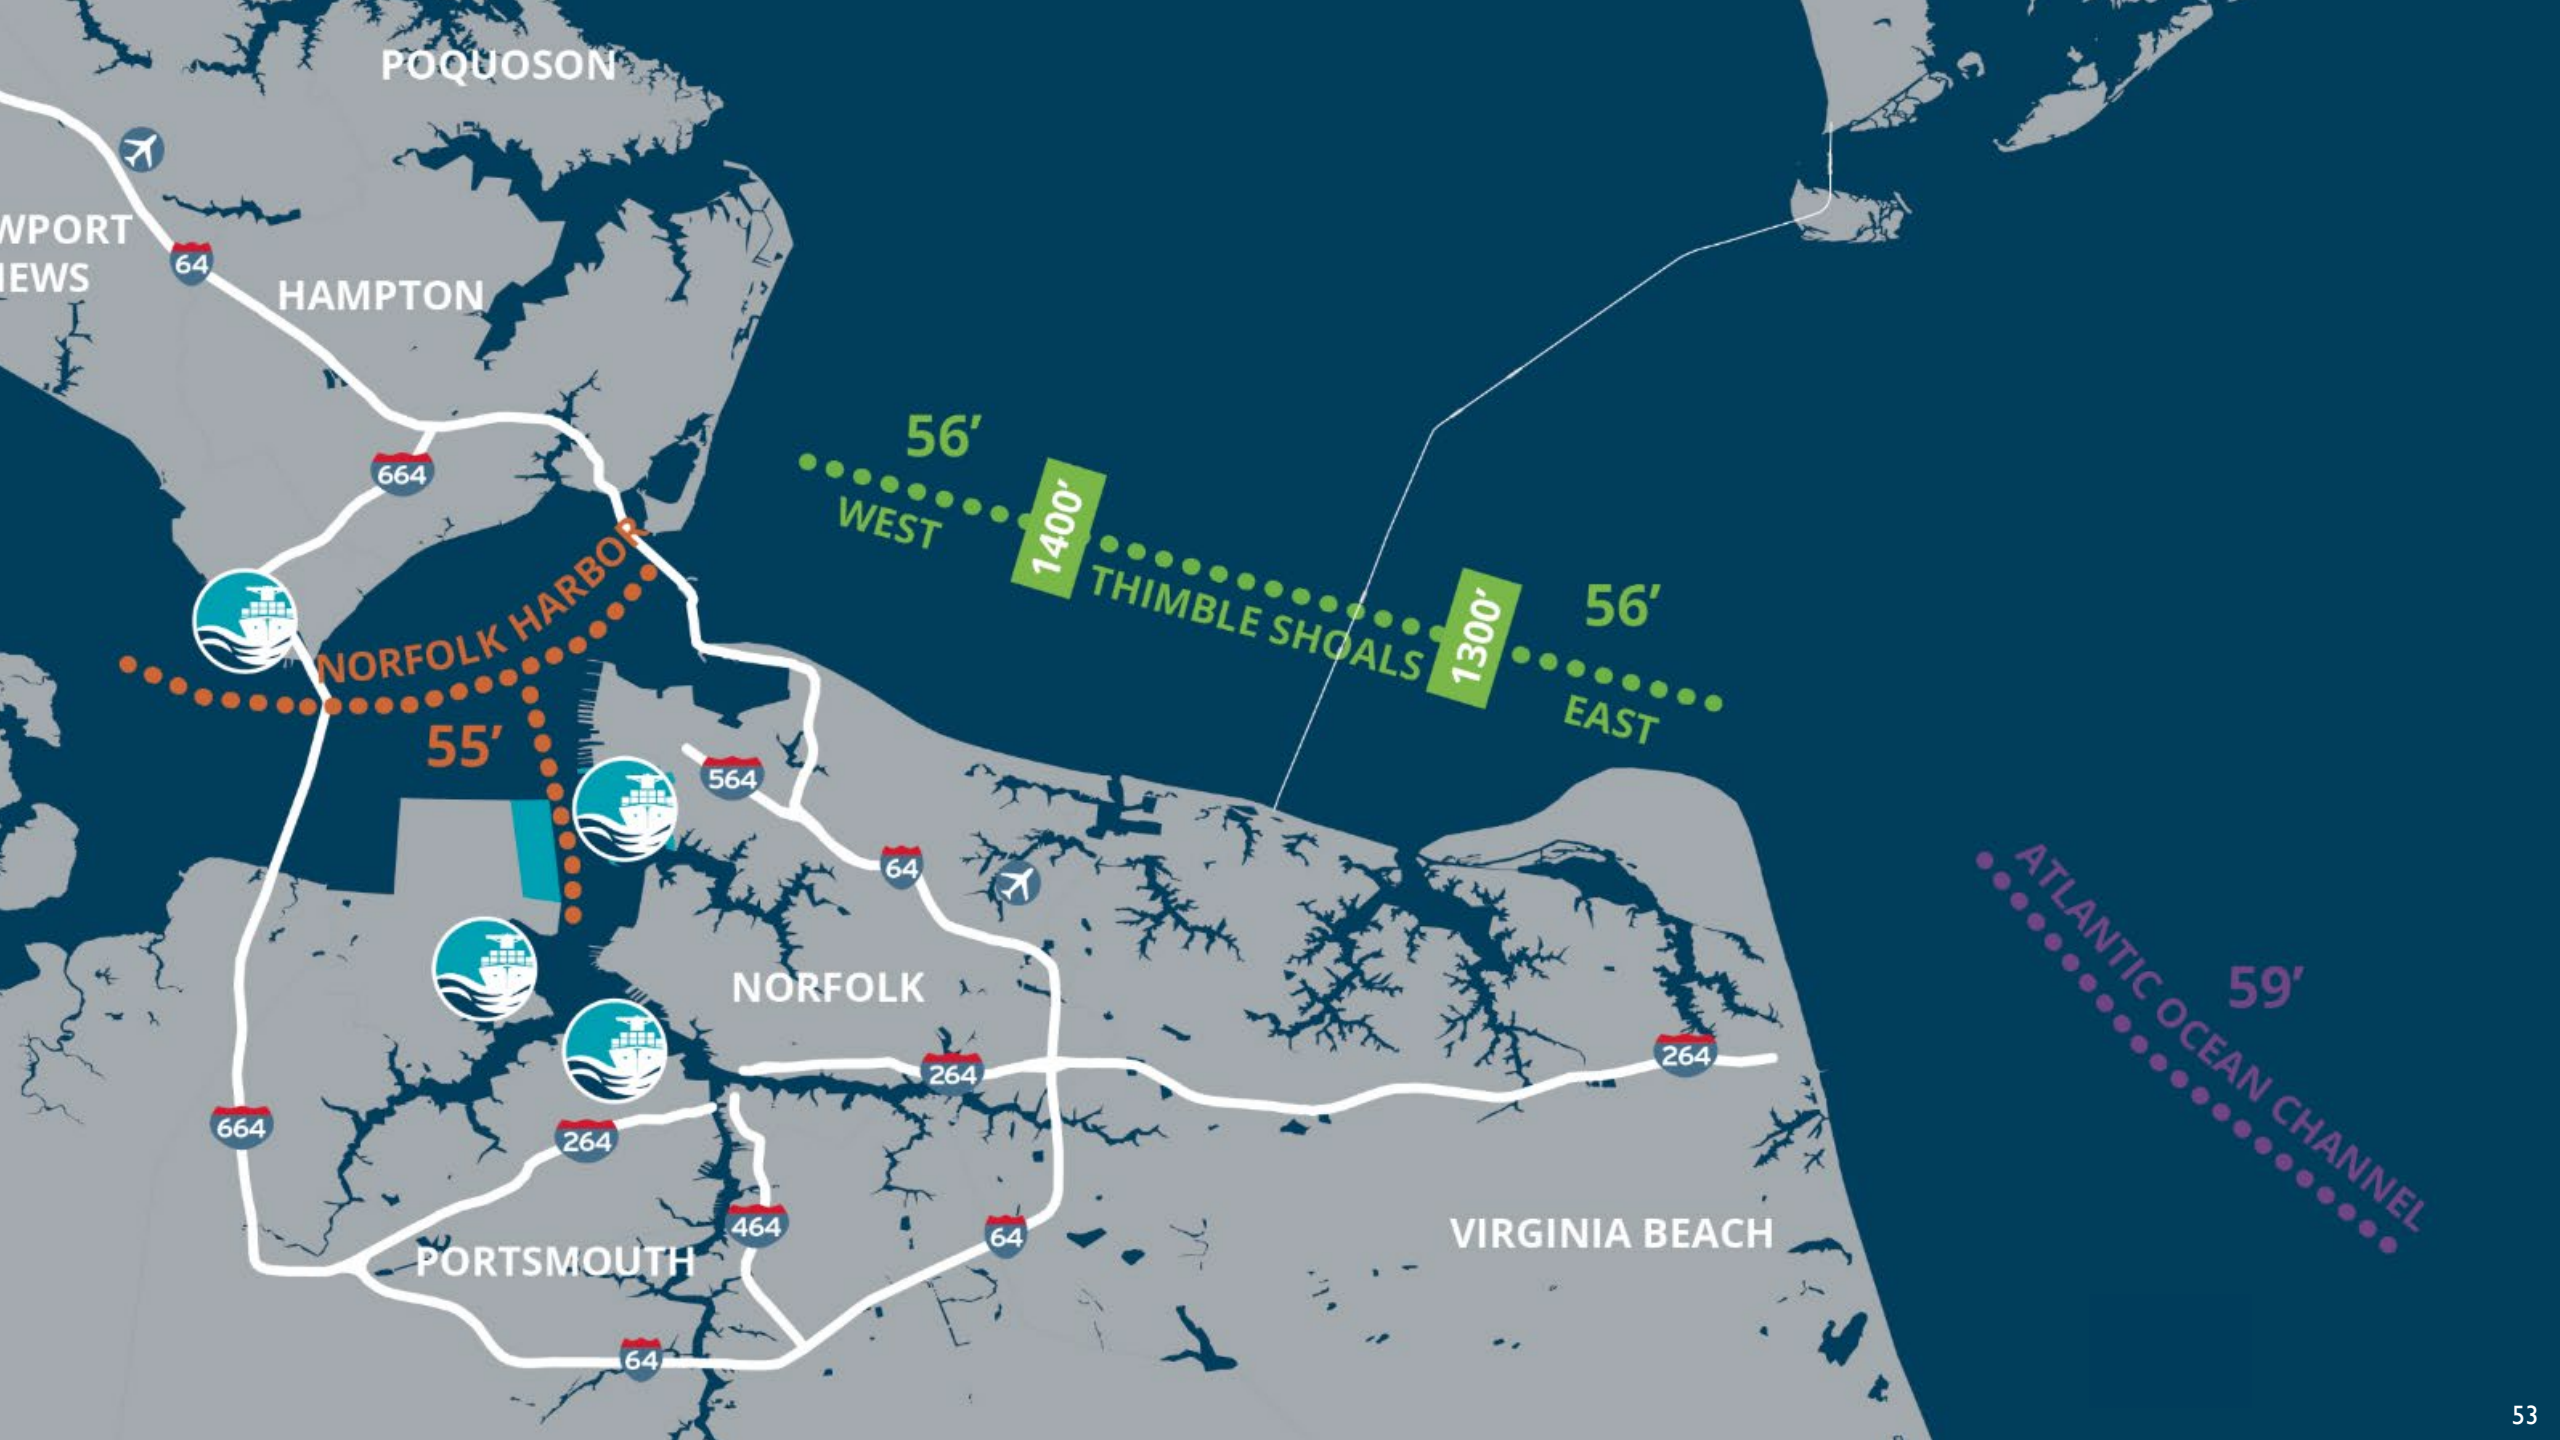 POQUOSON
WPORT
IEWS
64
HAMPTON
664
56’
WEST
1400’
THIMBLE SHOALS
1300’
56’
EAST
NORFOLK HARBOR
55’
564
64
ATLANTIC OCEAN CHANNEL
59’
NORFOLK
264
264
664
264
464
64
VIRGINIA BEACH
PORTSMOUTH
64
53